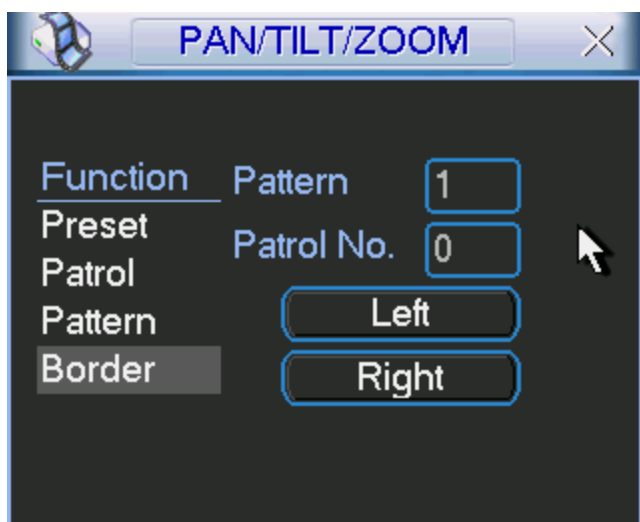 PAN/TILT/ZOOM
Function
Preset
Patrol
Pattern
Border
Pattern 1
Patrol No. 0
Left
Right